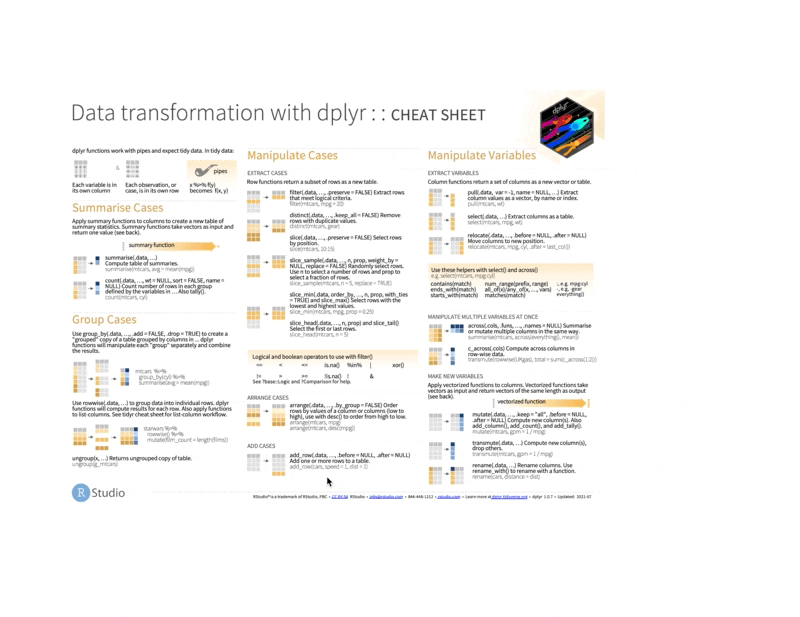 Data transformation with dplyr : : CHEAT SHEET
dplyr
dplyr functions work with pipes and expect tidy data. In tidy data:
&
pipes
Each variable is in
its own column
Each observation, or
case, is in its own row
x %>% f(y)
becomes f(x, y)
Summarise Cases
Apply summary functions to columns to create a new table of
summary statistics. Summary functions take vectors as input and
return one value (see back).
summary function
summarise(.data, …)
Compute table of summaries.
summarise(mtcars, avg = mean(mpg))
count(.data, ..., wt = NULL, sort = FALSE, name =
NULL) Count number of rows in each group
defined by the variables in … Also tally().
count(mtcars, cyl)
Group Cases
Use group_by(.data, …, .add = FALSE, .drop = TRUE) to create a
"grouped" copy of a table grouped by columns in ... dplyr
functions will manipulate each "group" separately and combine
the results.
mtcars %>%
group_by(cyl) %>%
summarise(avg = mean(mpg))
Use rowwise(.data, …) to group data into individual rows. dplyr
functions will compute results for each row. Also apply functions
to list-columns. See tidyr cheat sheet for list-column workflow.
starwars %>%
rowwise() %>%
mutate(film_count = length(films))
ungroup(x, …) Returns ungrouped copy of table.
ungroup(g_mtcars)
R Studio
Manipulate Cases
EXTRACT CASES
Row functions return a subset of rows as a new table.
filter(.data, …, .preserve = FALSE) Extract rows
that meet logical criteria.
filter(mtcars, mpg > 20)
distinct(.data, …, .keep_all = FALSE) Remove
rows with duplicate values.
distinct(mtcars, gear)
slice(.data, …, .preserve = FALSE) Select rows
by position.
slice(mtcars, 10:15)
slice_sample(.data, …, n, prop, weight_by =
NULL, replace = FALSE) Randomly select rows.
Use n to select a number of rows and prop to
select a fraction of rows.
slice_sample(mtcars, n = 5, replace = TRUE)
slice_min(.data, order_by, …, n, prop, with_ties
= TRUE) and slice_max() Select rows with the
lowest and highest values.
slice_min(mtcars, mpg, prop = 0.25)
slice_head(.data, …, n, prop) and slice_tail()
Select the first or last rows.
slice_head(mtcars, n = 5)
Logical and boolean operators to use with filter()
== < <= is.na() %in% | xor()
!= > >= !is.na() ! &
See ?base::Logic and ?Comparison for help.
ARRANGE CASES
arrange(.data, …, .by_group = FALSE) Order
rows by values of a column or columns (low to
high), use with desc() to order from high to low.
arrange(mtcars, mpg)
arrange(mtcars, desc(mpg))
ADD CASES
add_row(.data, …, .before = NULL, .after = NULL)
Add one or more rows to a table.
add_row(cars, speed = 1, dist = 1)
Manipulate Variables
EXTRACT VARIABLES
Column functions return a set of columns as a new vector or table.
pull(.data, var = -1, name = NULL, …) Extract
column values as a vector, by name or index.
pull(mtcars, wt)
select(.data, …) Extract columns as a table.
select(mtcars, mpg, wt)
relocate(.data, …, .before = NULL, .after = NULL)
Move columns to new position.
relocate(mtcars, mpg, cyl, .after = last_col())
Use these helpers with select() and across()
e.g. select(mtcars, mpg:cyl)
contains(match) num_range(prefix, range) :, e.g. mpg:cyl
ends_with(match) all_of(x)/any_of(x, …, vars) -, e.g, -gear
starts_with(match) matches(match) everything()
MANIPULATE MULTIPLE VARIABLES AT ONCE
across(.cols, .funs, …, .names = NULL) Summarise
or mutate multiple columns in the same way.
summarise(mtcars, across(everything(), mean))
c_across(.cols) Compute across columns in
row-wise data.
transmute(rowwise(UKgas), total = sum(c_across(1:2)))
MAKE NEW VARIABLES
Apply vectorized functions to columns. Vectorized functions take
vectors as input and return vectors of the same length as output
(see back).
vectorized function
mutate(.data, …, .keep = "all", .before = NULL,
.after = NULL) Compute new column(s). Also
add_column(), add_count(), and add_tally().
mutate(mtcars, gpm = 1 / mpg)
transmute(.data, …) Compute new column(s),
drop others.
transmute(mtcars, gpm = 1 / mpg)
rename(.data, …) Rename columns. Use
rename_with() to rename with a function.
rename(cars, distance = dist)
RStudio® is a trademark of RStudio, PBC • CC BY SA RStudio • info@rstudio.com • 844-448-1212 • rstudio.com • Learn more at dplyr.tidyverse.org • dplyr 1.0.7 • Updated: 2021-07